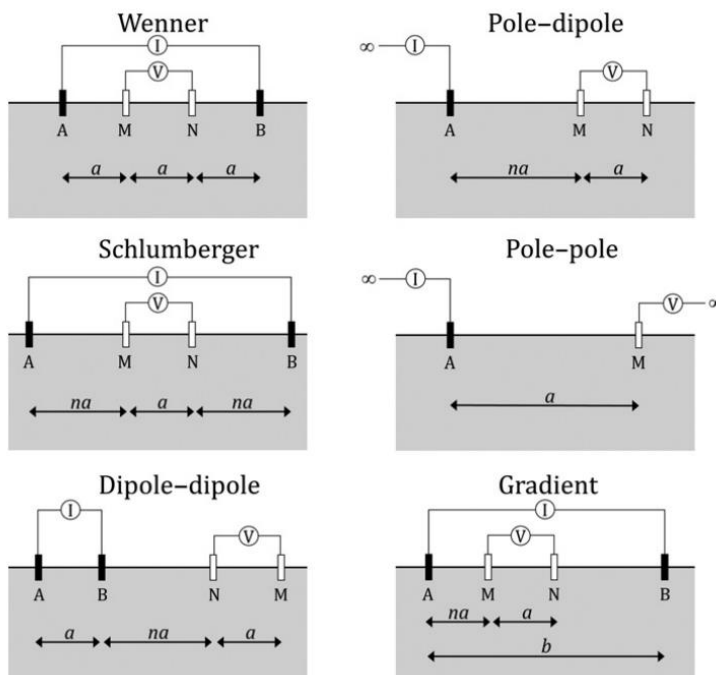 Wenner
I
V
A M N B
a a a
Pole–dipole
∞ I
V
A M N
na a
Schlumberger
I
V
A M N B
na a na
Pole–pole
∞ I
V ∞
A M
a
Dipole–dipole
I
V
A B N M
a na a
Gradient
I
V
A M N B
na a
b